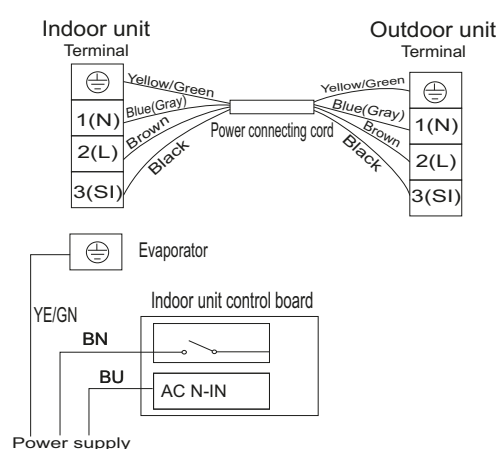 Indoor unit
Terminal
Outdoor unit
Terminal
Yellow/Green
1(N)
Blue(Gray)
2(L)
Brown
3(SI)
Black
Power connecting cord
Yellow/Green
Blue(Gray)
1(N)
Brown
2(L)
Black
3(SI)
Evaporator
YE/GN
Indoor unit control board
BN
BU
AC N-IN
Power supply